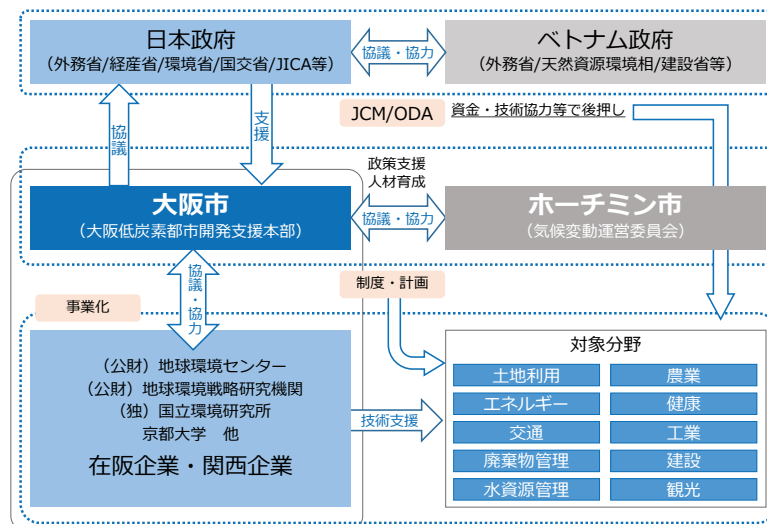 日本政府
（外務省/経産省/環境省/国交省/JICA等）
協議・協力
ベトナム政府
（外務省/天然資源環境相/建設省等）
協議
支援
JCM/ODA
資金・技術協力等で後押し
政策支援
人材育成
大阪市
（大阪低炭素都市開発支援本部）
協議・協力
ホーチミン市
（気候変動運営委員会）
協議・協力
制度・計画
事業化
（公財）地球環境センター
（公財）地球環境戦略研究機関
（独）国立環境研究所
京都大学　他
在阪企業・関西企業
技術支援
対象分野
土地利用
農業
エネルギー
健康
交通
工業
廃棄物管理
建設
水資源管理
観光